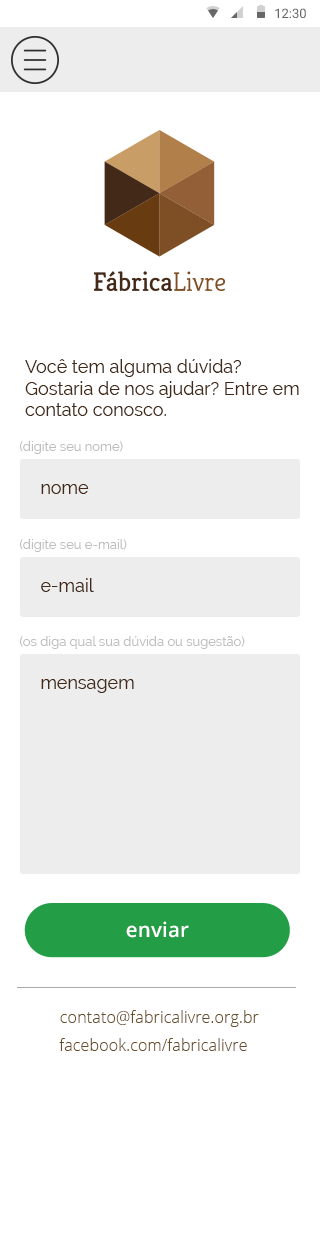 12:30
FábricaLivre
Você tem alguma dúvida?
Gostaria de nos ajudar? Entre em
contato conosco.
(digite seu nome)
nome
(digite seu e-mail)
e-mail
(os diga qual sua dúvida ou sugestão)
mensagem
enviar
contato@fabricalivre.org.br
facebook.com/fabricalivre